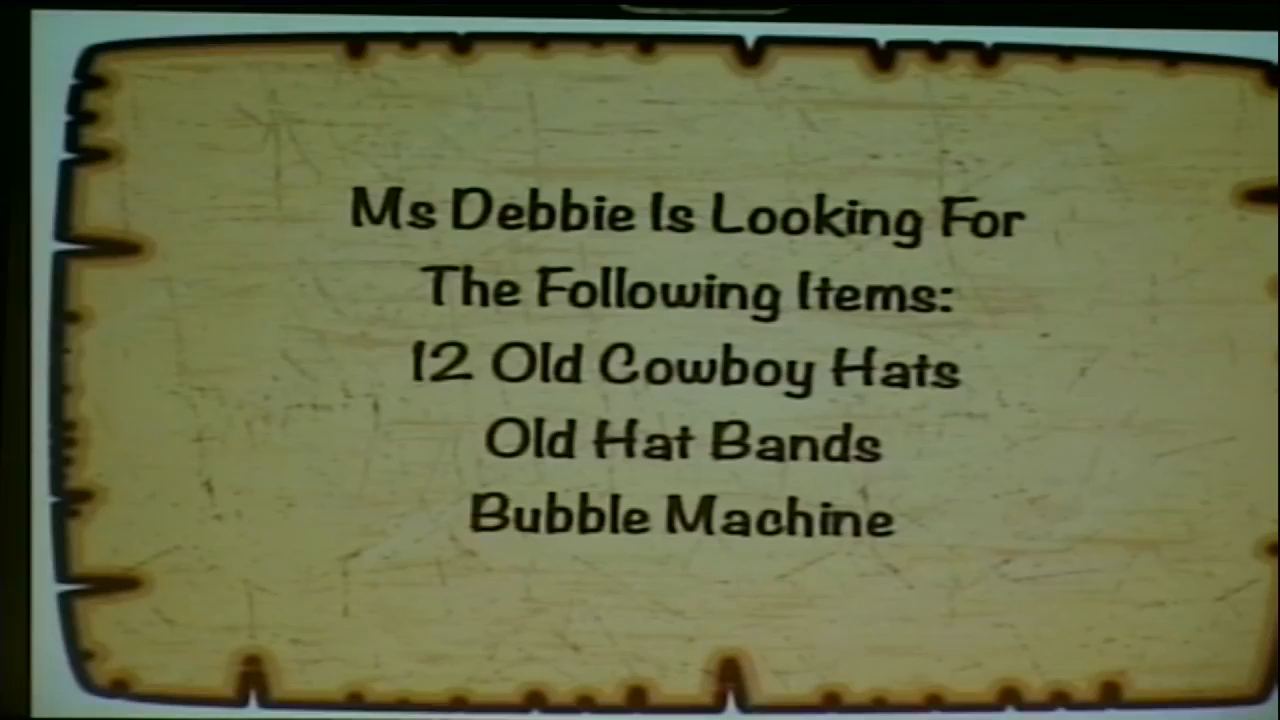 Ms Debbie Is Looking For
The Following Items:
12 Old Cowboy Hats
Old Hat Bands
Bubble Machine